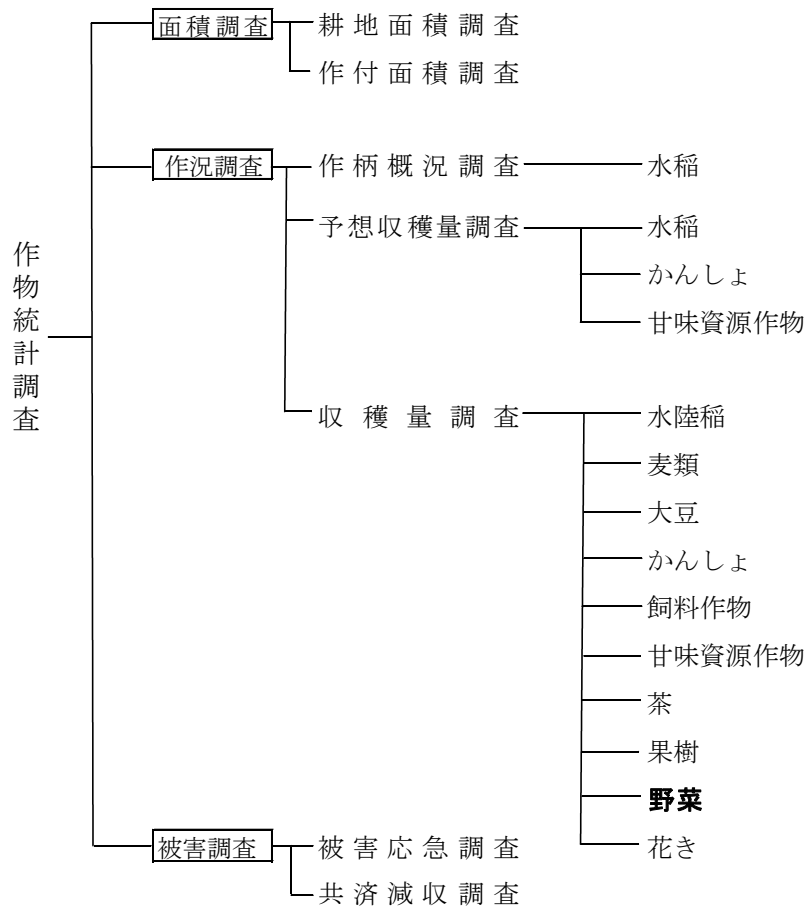 作物統計調査
面積調査
耕地面積調査
作付面積調査
作況調査
作柄概況調査
水稲
予想収穫量調査
水稲
かんしょ
甘味資源作物
収穫量調査
水陸稲
麦類
大豆
かんしょ
飼料作物
甘味資源作物
茶
果樹
野菜
花き
被害調査
被害応急調査
共済減収調査